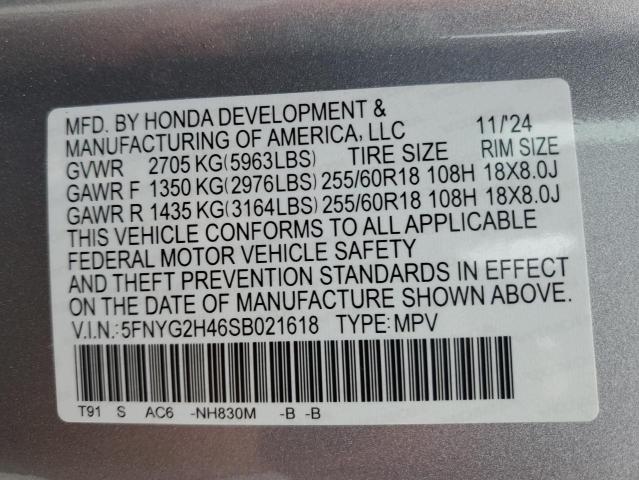 MFD. BY HONDA DEVELOPMENT &
MANUFACTURING OF AMERICA, LLC 11/'24
GVWR 2705 KG(5963LBS) TIRE SIZE RIM SIZE
GAWR F 1350 KG(2976LBS) 255/60R18 108H 18X8.0J
GAWR R 1435 KG(3164LBS) 255/60R18 108H 18X8.0J
THIS VEHICLE CONFORMS TO ALL APPLICABLE
FEDERAL MOTOR VEHICLE SAFETY
AND THEFT PREVENTION STANDARDS IN EFFECT
ON THE DATE OF MANUFACTURE SHOWN ABOVE.
V.I.N.:5FNYG2H46SB021618 TYPE:MPV
T91 S AC6 -NH830M -B -B